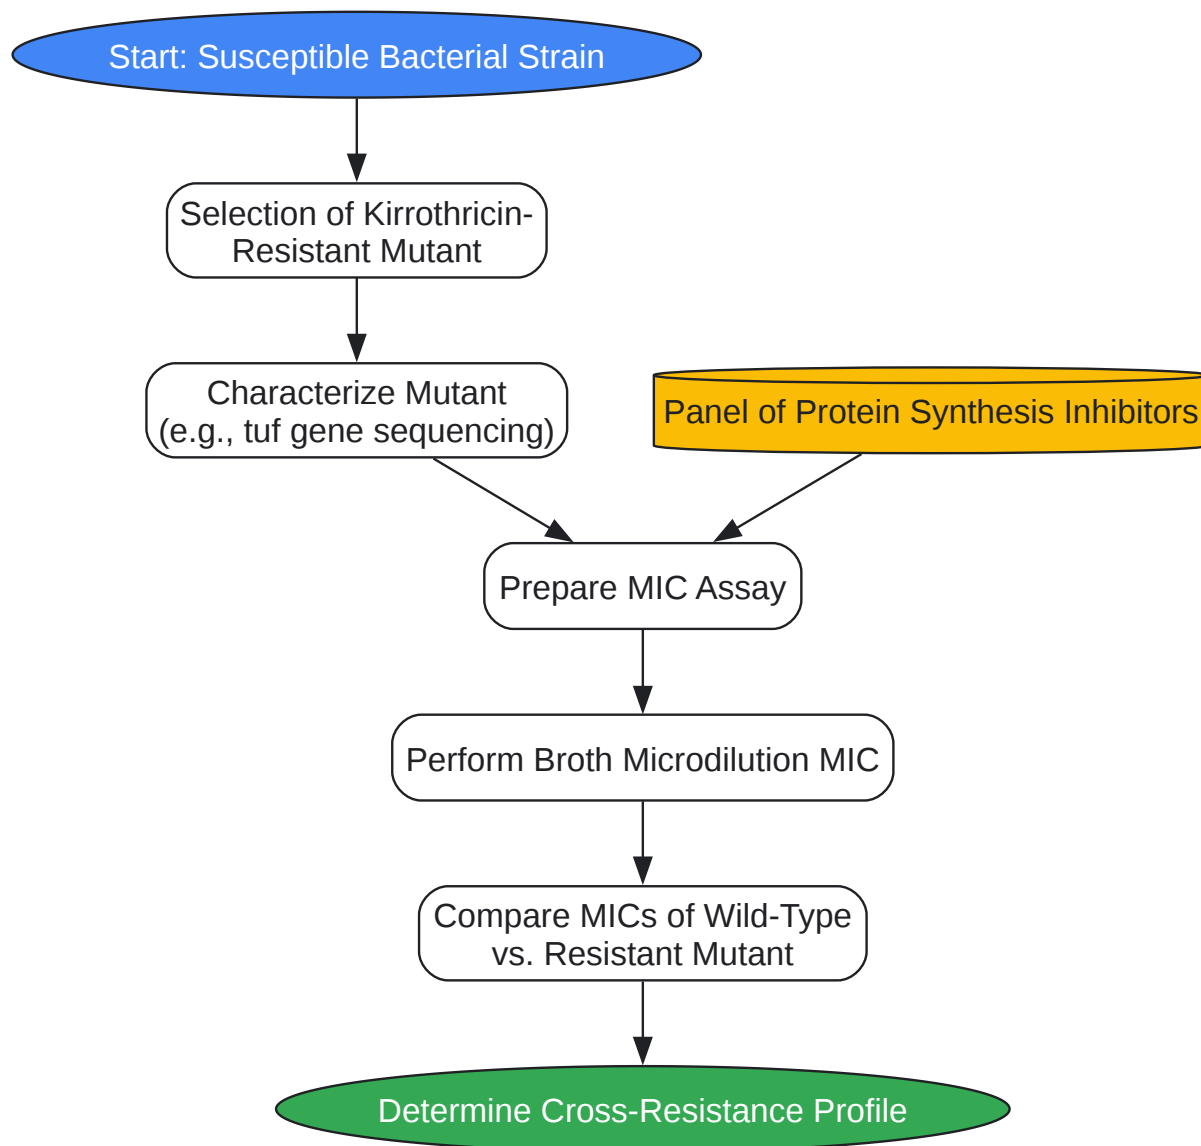 Start: Susceptible Bacterial Strain
Selection of Kirrothricin-
Resistant Mutant
Characterize Mutant
(e.g., tuf gene sequencing)
Panel of Protein Synthesis Inhibitors
Prepare MIC Assay
Perform Broth Microdilution MIC
Compare MICs of Wild-Type
vs. Resistant Mutant
Determine Cross-Resistance Profile